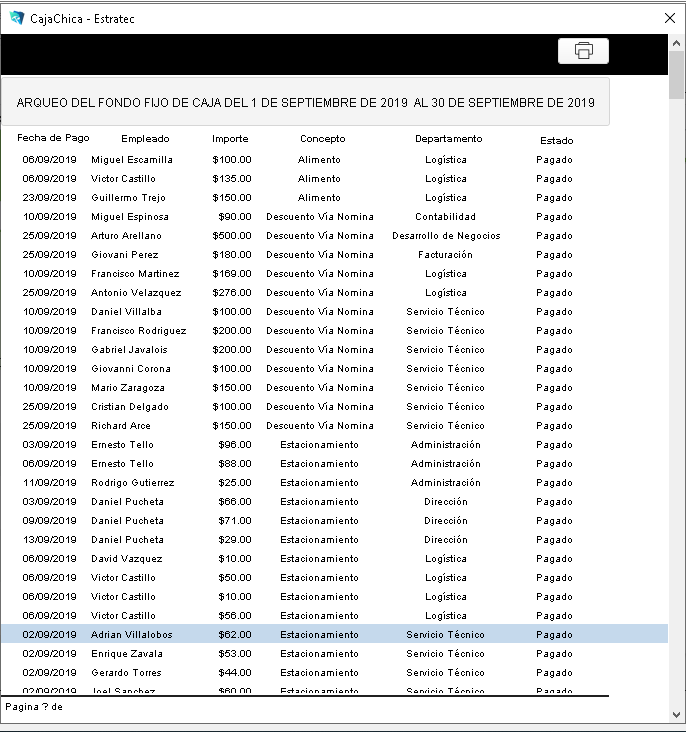 CajaChica - Estratec
ARQUEO DEL FONDO FIJO DE CAJA DEL 1 DE SEPTIEMBRE DE 2019 AL 30 DE SEPTIEMBRE DE 2019
Fecha de Pago Empleado Importe Concepto Departamento Estado
06/09/2019 Miguel Escamilla $100.00 Alimento Logística Pagado
06/09/2019 Victor Castillo $135.00 Alimento Logística Pagado
23/09/2019 Guillermo Trejo $150.00 Alimento Logística Pagado
10/09/2019 Miguel Espinosa $90.00 Descuento Vía Nomina Contabilidad Pagado
25/09/2019 Arturo Arellano $500.00 Descuento Vía Nomina Desarrollo de Negocios Pagado
25/09/2019 Giovani Perez $180.00 Descuento Vía Nomina Facturación Pagado
10/09/2019 Francisco Martinez $169.00 Descuento Vía Nomina Logística Pagado
25/09/2019 Antonio Velazquez $276.00 Descuento Vía Nomina Logística Pagado
10/09/2019 Daniel Villalba $100.00 Descuento Vía Nomina Servicio Técnico Pagado
10/09/2019 Francisco Rodriguez $200.00 Descuento Vía Nomina Servicio Técnico Pagado
10/09/2019 Gabriel Javalois $200.00 Descuento Vía Nomina Servicio Técnico Pagado
10/09/2019 Giovanni Corona $100.00 Descuento Vía Nomina Servicio Técnico Pagado
10/09/2019 Mario Zaragoza $150.00 Descuento Vía Nomina Servicio Técnico Pagado
25/09/2019 Cristian Delgado $100.00 Descuento Vía Nomina Servicio Técnico Pagado
25/09/2019 Richard Arce $150.00 Descuento Vía Nomina Servicio Técnico Pagado
03/09/2019 Ernesto Tello $96.00 Estacionamiento Administración Pagado
06/09/2019 Ernesto Tello $88.00 Estacionamiento Administración Pagado
11/09/2019 Rodrigo Gutierrez $25.00 Estacionamiento Administración Pagado
03/09/2019 Daniel Pucheta $66.00 Estacionamiento Dirección Pagado
09/09/2019 Daniel Pucheta $71.00 Estacionamiento Dirección Pagado
13/09/2019 Daniel Pucheta $29.00 Estacionamiento Dirección Pagado
06/09/2019 David Vazquez $10.00 Estacionamiento Logística Pagado
06/09/2019 Victor Castillo $50.00 Estacionamiento Logística Pagado
06/09/2019 Victor Castillo $10.00 Estacionamiento Logística Pagado
06/09/2019 Victor Castillo $56.00 Estacionamiento Logística Pagado
02/09/2019 Adrian Villalobos $62.00 Estacionamiento Servicio Técnico Pagado
02/09/2019 Enrique Zavala $53.00 Estacionamiento Servicio Técnico Pagado
02/09/2019 Gerardo Torres $44.00 Estacionamiento Servicio Técnico Pagado
02/09/2019 Joel Sanchez $60.00 Estacionamiento Servicio Técnico Pagado
Pagina ? de